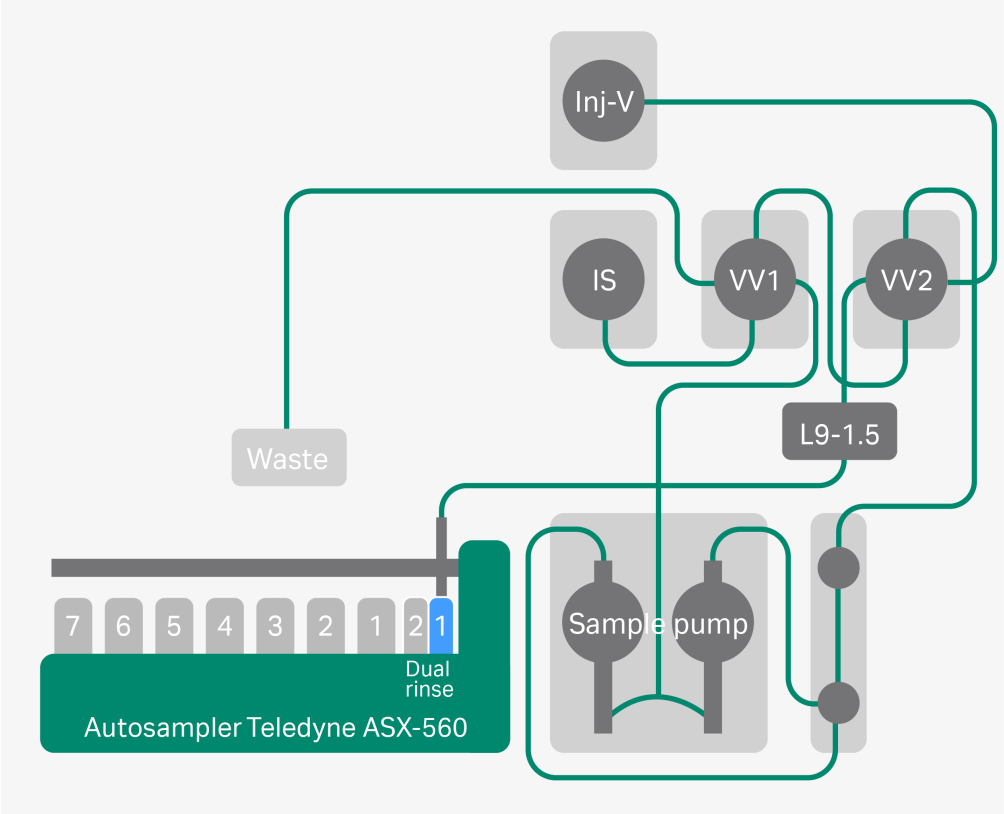 Inj-V
IS
VV1
VV2
L9-1.5
Waste
7 6 5 4 3 2 1 2 1
Sample pump
Dual
rinse
Autosampler Teledyne ASX-560